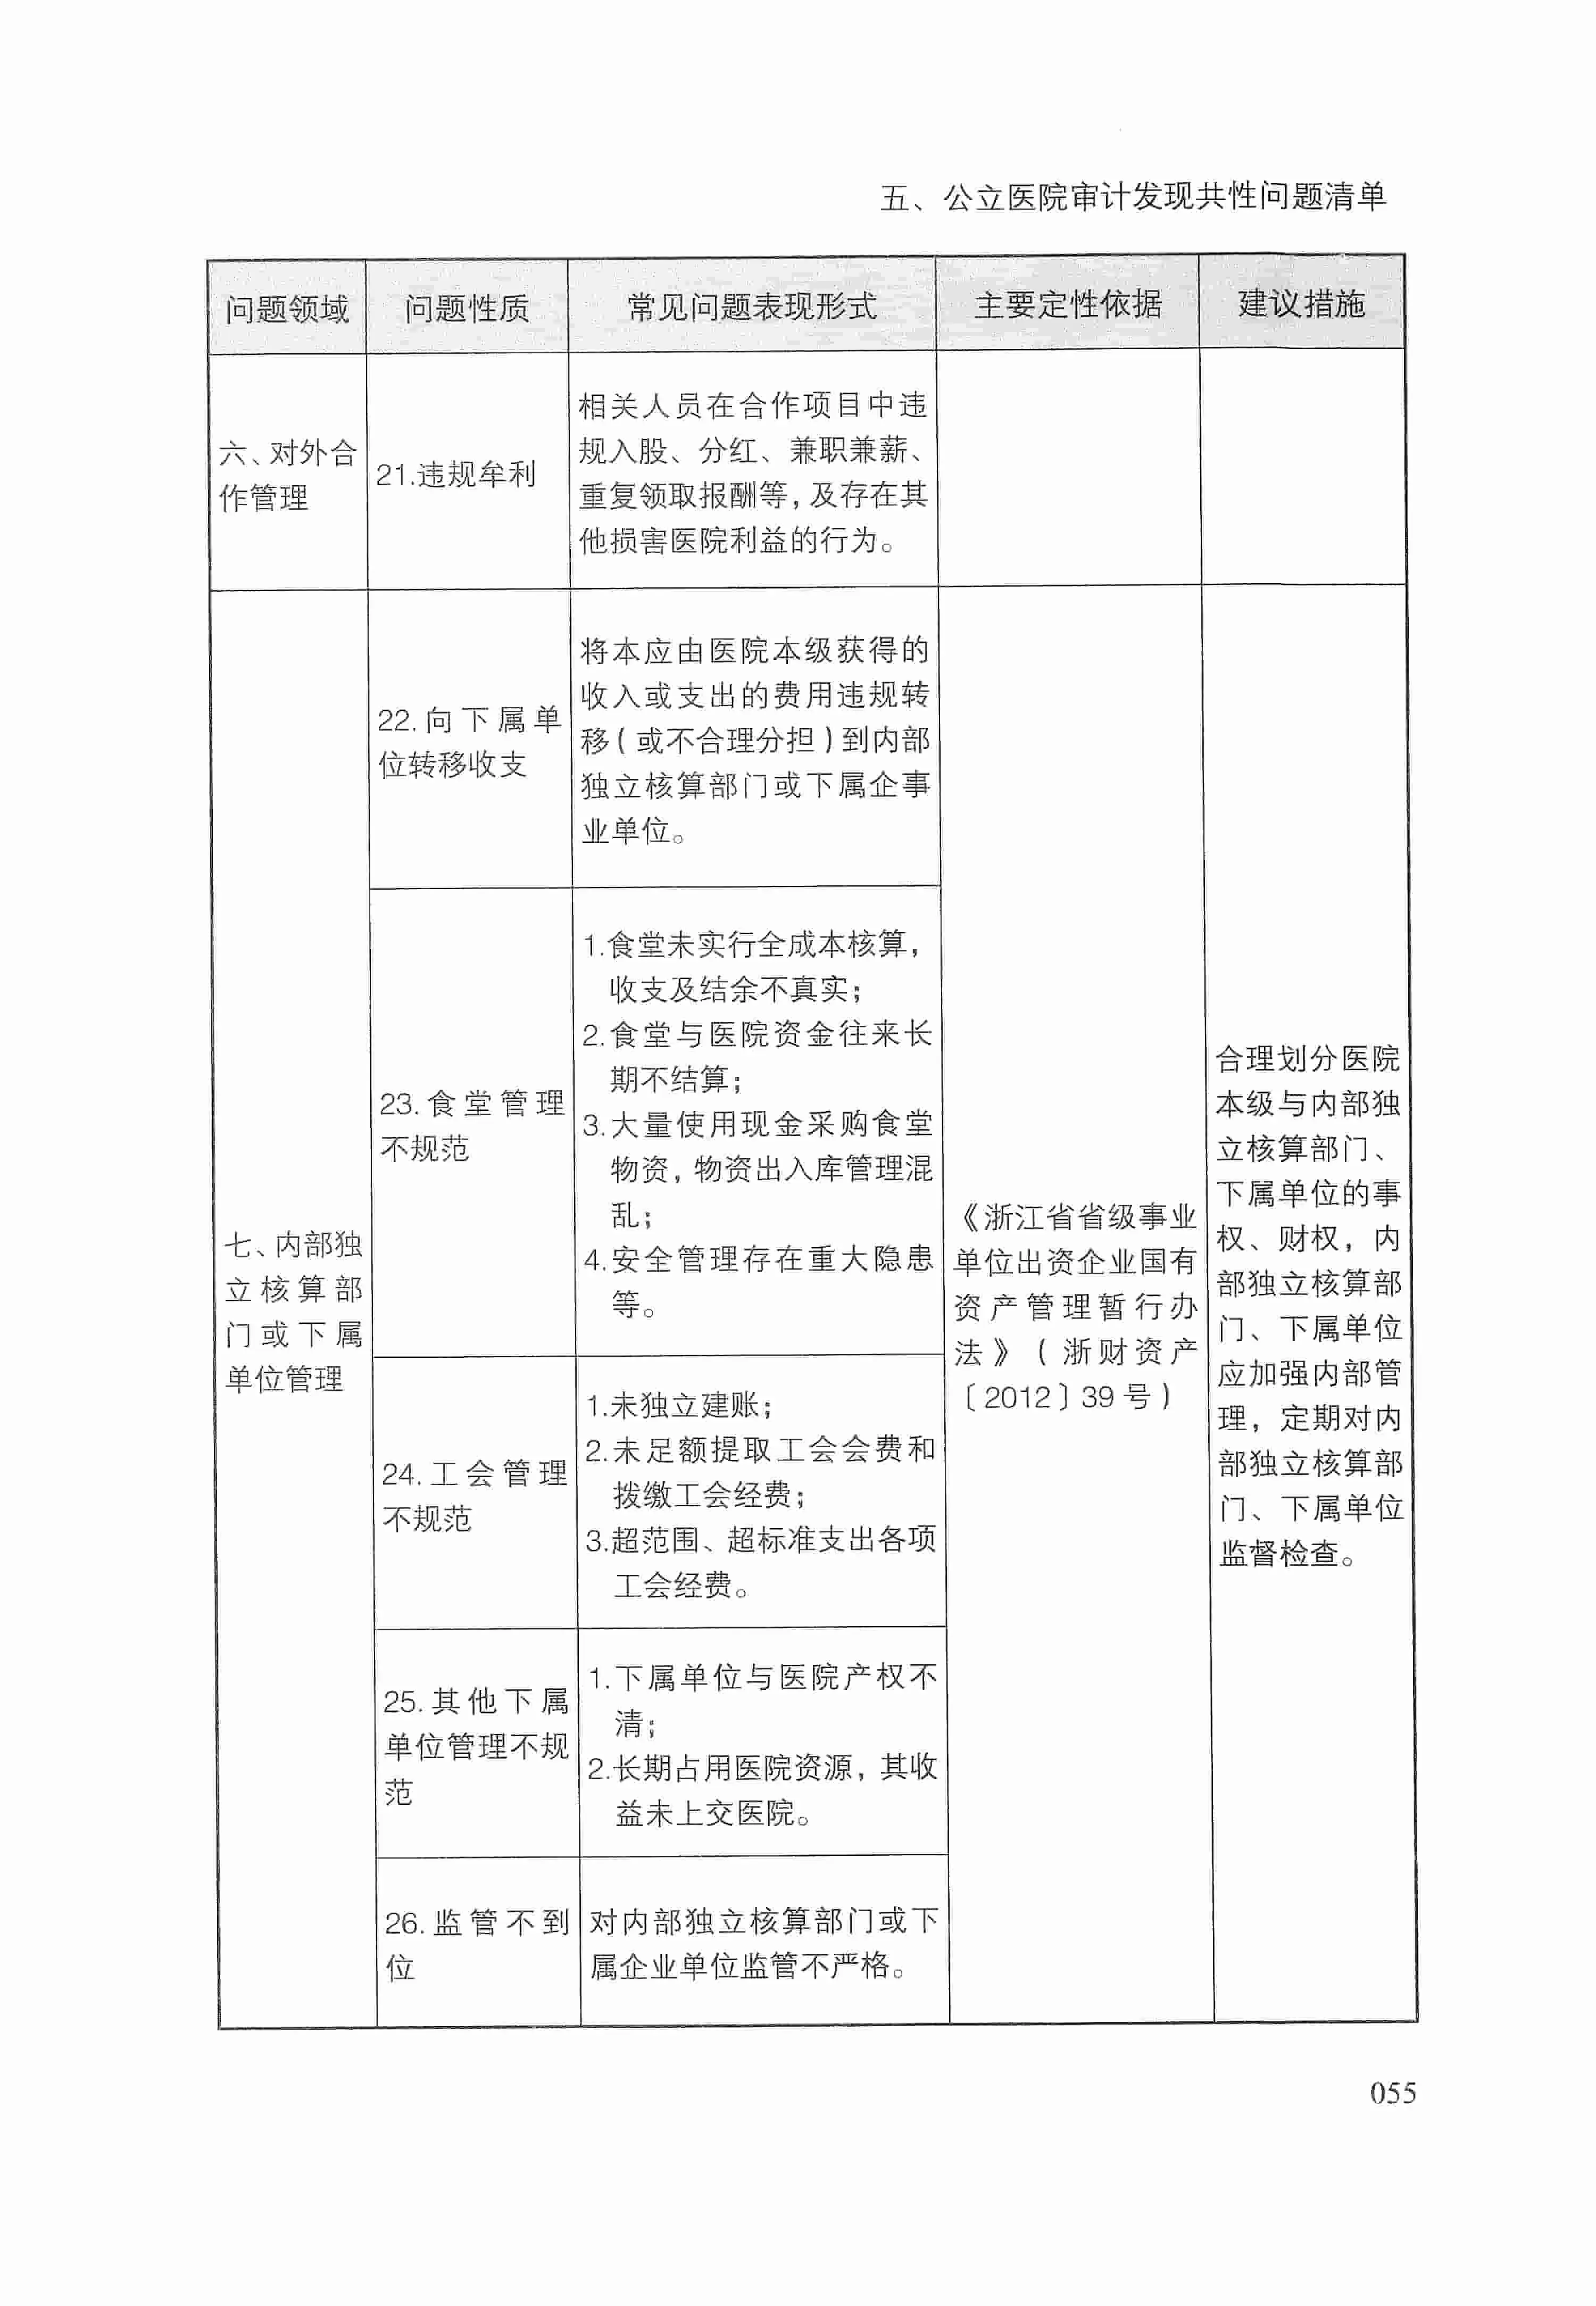 五、公立医院审计发现共性问题清单
问题领域
问题性质
常见问题表现形式
主要定性依据
建议措施
六、对外合
作管理
21.违规牟利
相关人员在合作项目中违
规入股、分红、兼职兼薪、
重复领取报酬等，及存在其
他损害医院利益的行为。
七、内部独
立核算部
门或下属
单位管理
22.向下属单
位转移收支
将本应由医院本级获得的
收入或支出的费用违规转
移（或不合理分担）到内部
独立核算部门或下属企事
业单位。
23.食堂管理
不规范
1.食堂未实行全成本核算，
收支及结余不真实；
2.食堂与医院资金往来长
期不结算；
3.大量使用现金采购食堂
物资，物资出入库管理混
乱；
4.安全管理存在重大隐患
等。
24.工会管理
不规范
1.未独立建账；
2.未足额提取工会会费和
拨缴工会经费；
3.超范围、超标准支出各项
工会经费。
25.其他下属
单位管理不规
范
1.下属单位与医院产权不
清；
2.长期占用医院资源，其收
益未上交医院。
26.监管不到
位
对内部独立核算部门或下
属企业单位监管不严格。
《浙江省省级事业
单位出资企业国有
资产管理暂行办
法》（浙财资产
〔2012〕39号）
合理划分医院
本级与内部独
立核算部门、
下属单位的事
权、财权，内
部独立核算部
门、下属单位
应加强内部管
理，定期对内
部独立核算部
门、下属单位
监督检查。
055